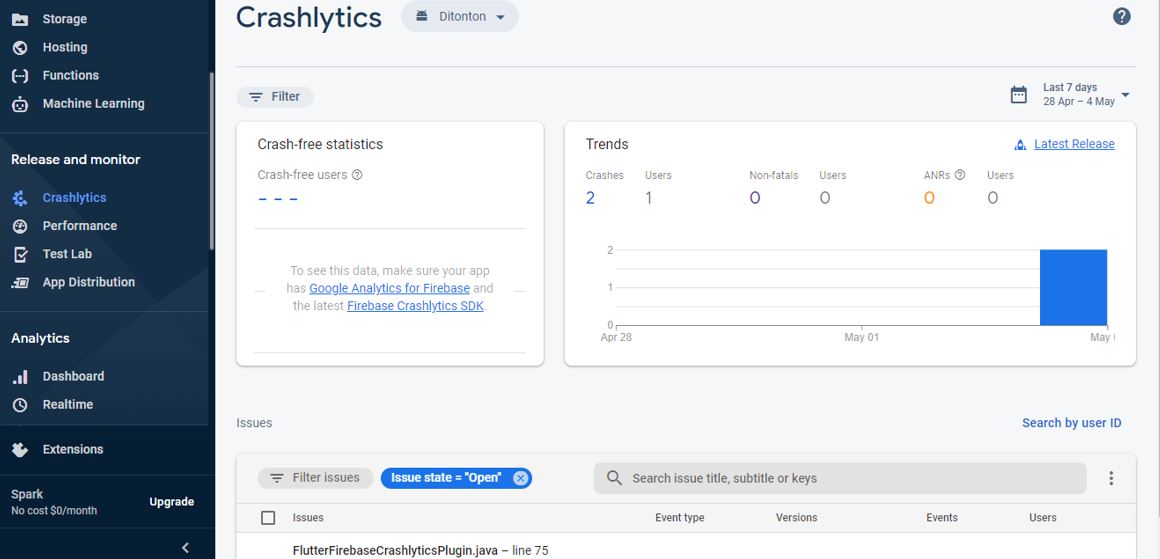 Storage
Hosting
Functions
Machine Learning
Release and monitor
Crashlytics
Performance
Test Lab
App Distribution
Analytics
Dashboard
Realtime
Extensions
Spark
No cost $0/month
Upgrade
Crashlytics
Ditonton
Filter
Last 7 days
28 Apr – 4 May
Crash-free statistics
Crash-free users
– – –
To see this data, make sure your app
has Google Analytics for Firebase and
the latest Firebase Crashlytics SDK.
Trends
Latest Release
Crashes Users Non-fatals Users ANRs Users
2 1 0 0 0 0
2
1
0
Apr 28 May 01 May
Issues
Search by user ID
Filter issues
Issue state = "Open"
Search issue title, subtitle or keys
Issues Event type Versions Events Users
FlutterFirebaseCrashlyticsPlugin.java – line 75